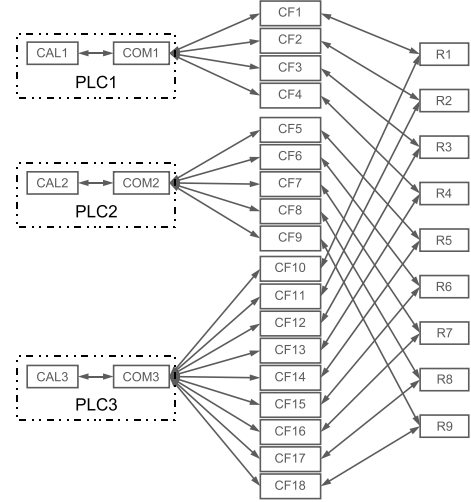 CF1
CF2
CF3
CF4
CAL1 COM1
PLC1
CF5
CF6
CF7
CF8
CF9
CAL2 COM2
PLC2
CF10
CF11
CF12
CF13
CF14
CF15
CF16
CF17
CF18
CAL3 COM3
PLC3
R1
R2
R3
R4
R5
R6
R7
R8
R9